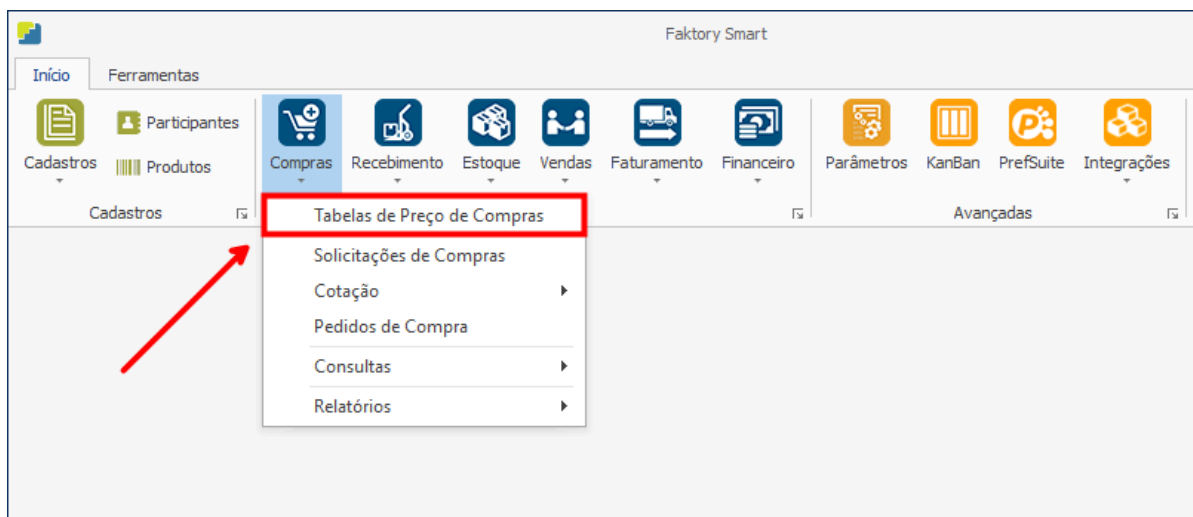 Faktory Smart
Início Ferramentas
Participantes
Produtos
Cadastros Compras Recebimento Estoque Vendas Faturamento Financeiro Parâmetros KanBan PrefSuite Integrações
Cadastros Avançadas
Tabelas de Preço de Compras
Solicitações de Compras
Cotação
Pedidos de Compra
Consultas
Relatórios